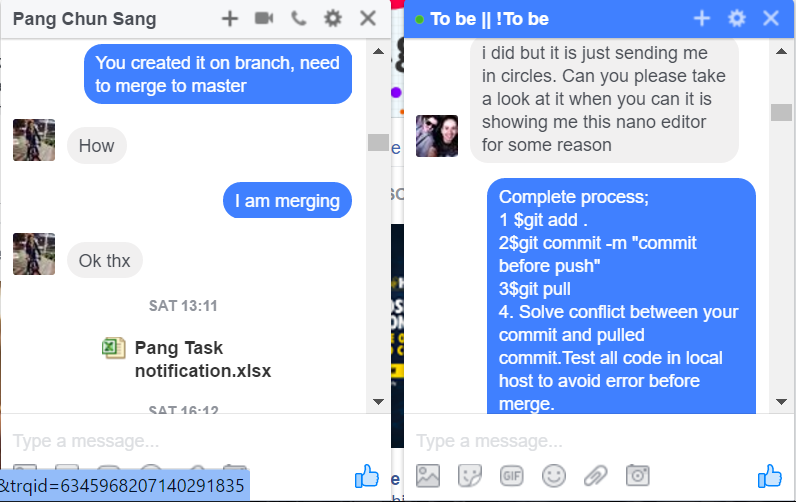 Pang Chun Sang
You created it on branch, need
to merge to master
How
I am merging
Ok thx
SAT 13:11
Pang Task
notification.xlsx
SAT 16:12
Type a message...
&trqid=6345968207140291835
To be || !To be
i did but it is just sending me
in circles. Can you please take
a look at it when you can it is
showing me this nano editor
for some reason
Complete process;
1 $git add .
2$git commit -m "commit
before push"
3$git pull
4. Solve conflict between your
commit and pulled
commit.Test all code in local
host to avoid error before
merge.
Type a message...
GIF